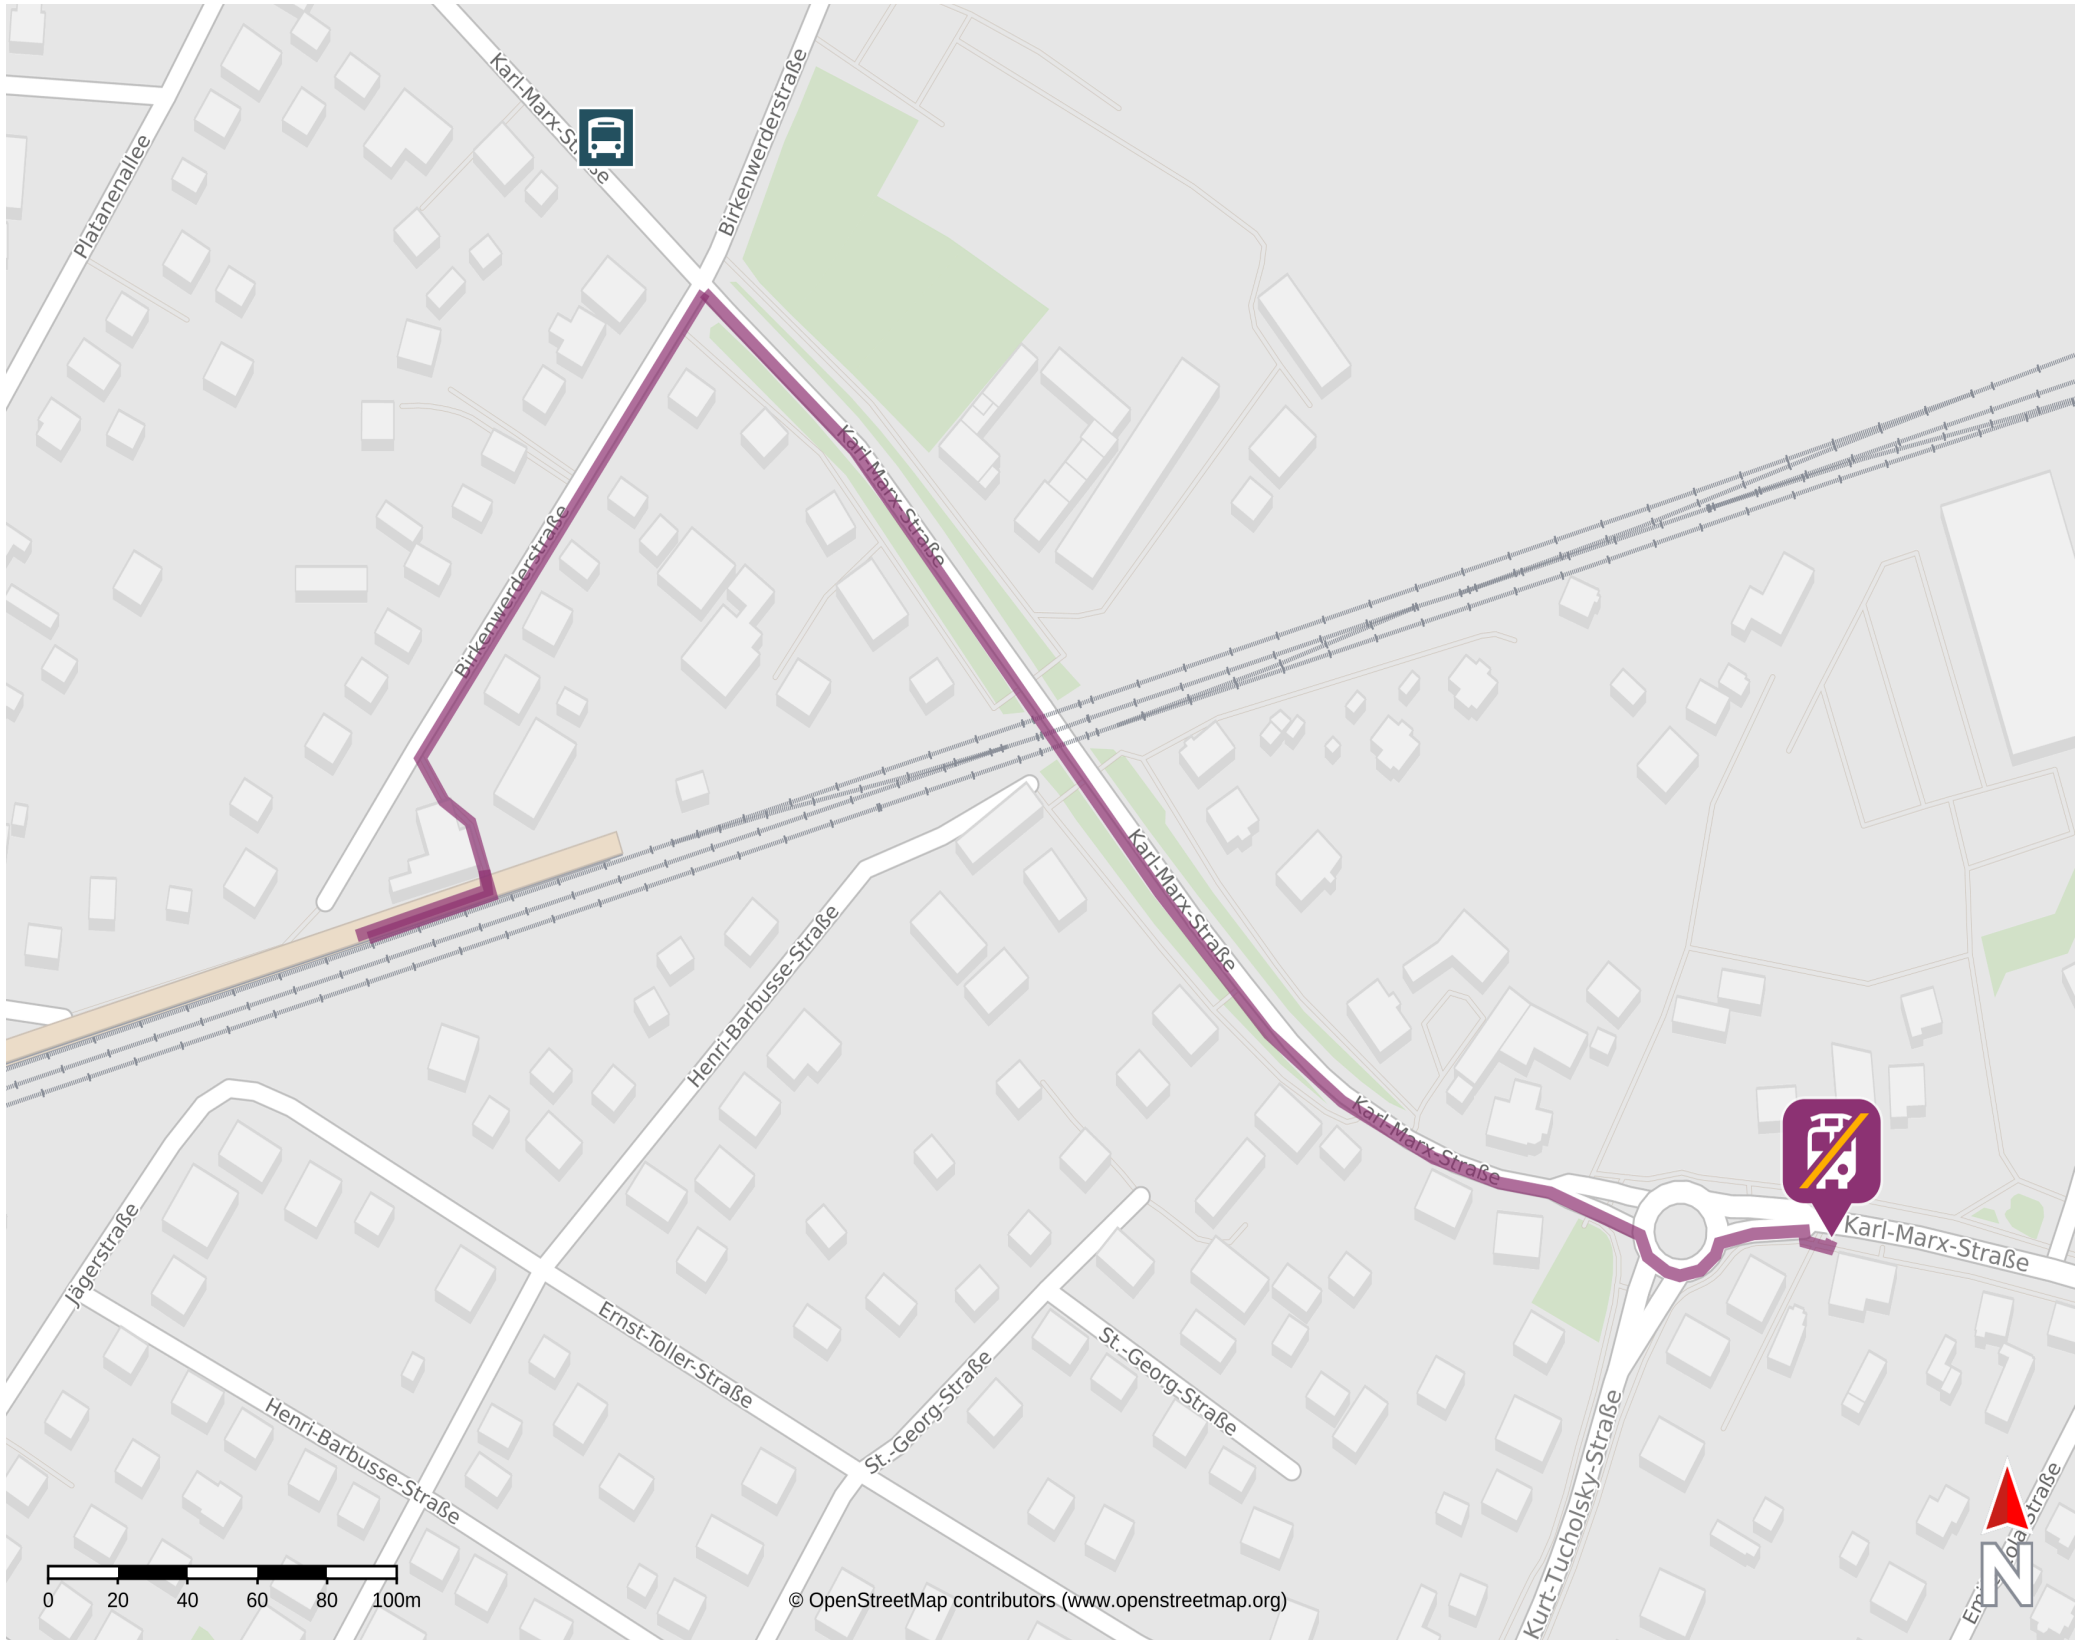 Karl-Marx-Straße
Birkenwerderstraße
Platanenallee
Karl-Marx-Straße
Birkenwerderstraße
Karl-Marx-Straße
Henri-Barbusse-Straße
Karl-Marx-Straße
Karl-Marx-Straße
Jägerstraße
Ernst-Toller-Straße
St.-Georg-Straße
St.-Georg-Straße
Henri-Barbusse-Straße
Kurt-Tucholsky-Straße
N
0 20 40 60 80 100m
© OpenStreetMap contributors (www.openstreetmap.org)